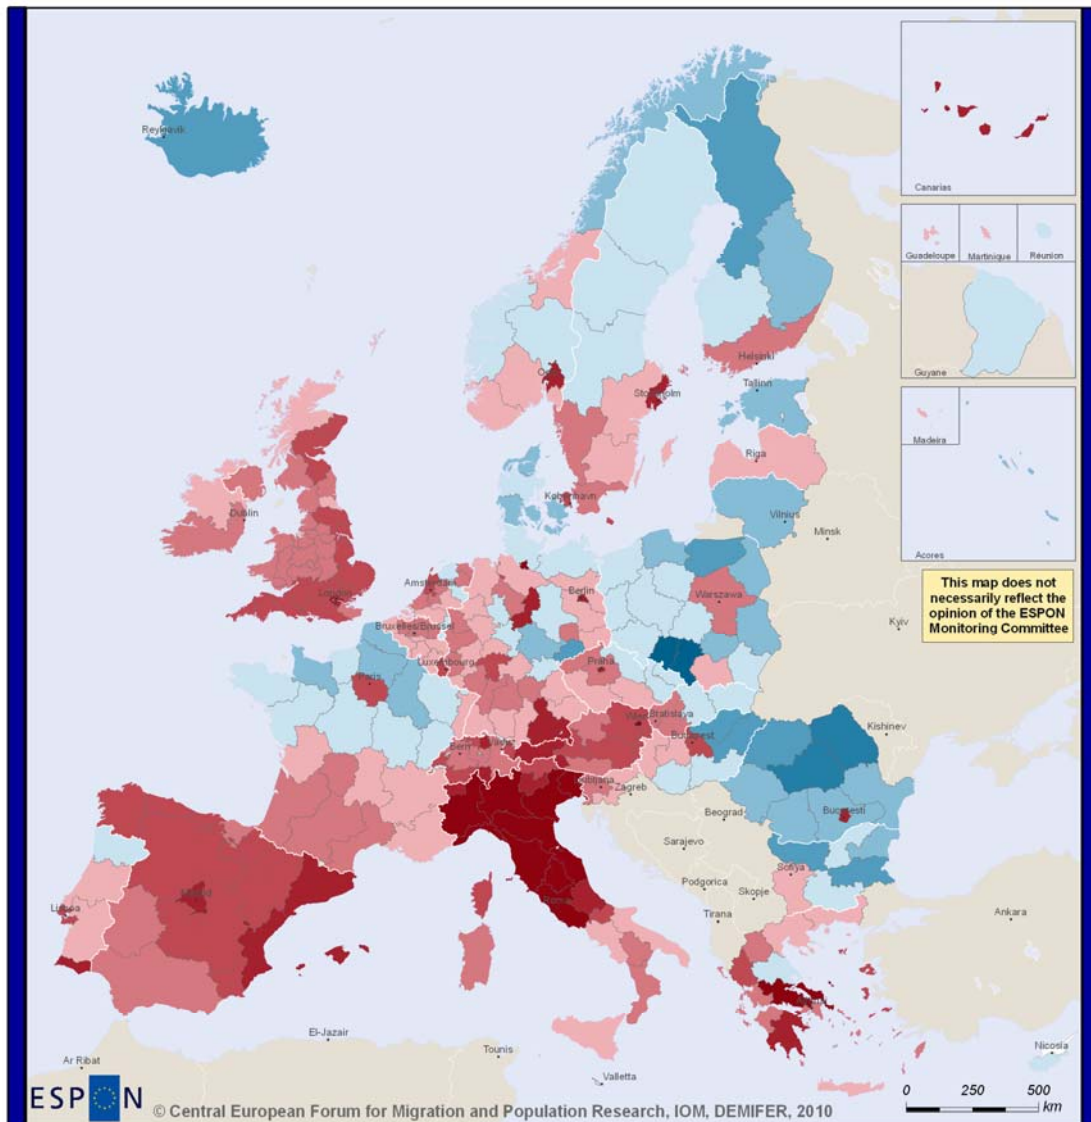 Reykjavik
Canarias
Guadeloupe
Martinique
Réunion
Guyane
Madeira
Acores
This map does not
necessarily reflect the
opinion of the ESPON
Monitoring Committee
Helsinki
Tallinn
Stockholm
Riga
København
Vilnius
Minsk
Dublin
Amsterdam
Berlin
Warszawa
London
Bruxelles/Brussel
Kyiv
Luxembourg
Praha
Paris
Bratislava
Kishinev
Bern
Budapest
Ljubljana
Zagreb
Bucuresti
Beograd
Sarajevo
Sofiya
Podgorica
Skopje
Madrid
Roma
Tirana
Ankara
Lisboa
El-Jazair
Tounis
Ar Ribat
Valletta
Nicosia
ESPON
© Central European Forum for Migration and Population Research, IOM, DEMIFER, 2010
0 250 500
km